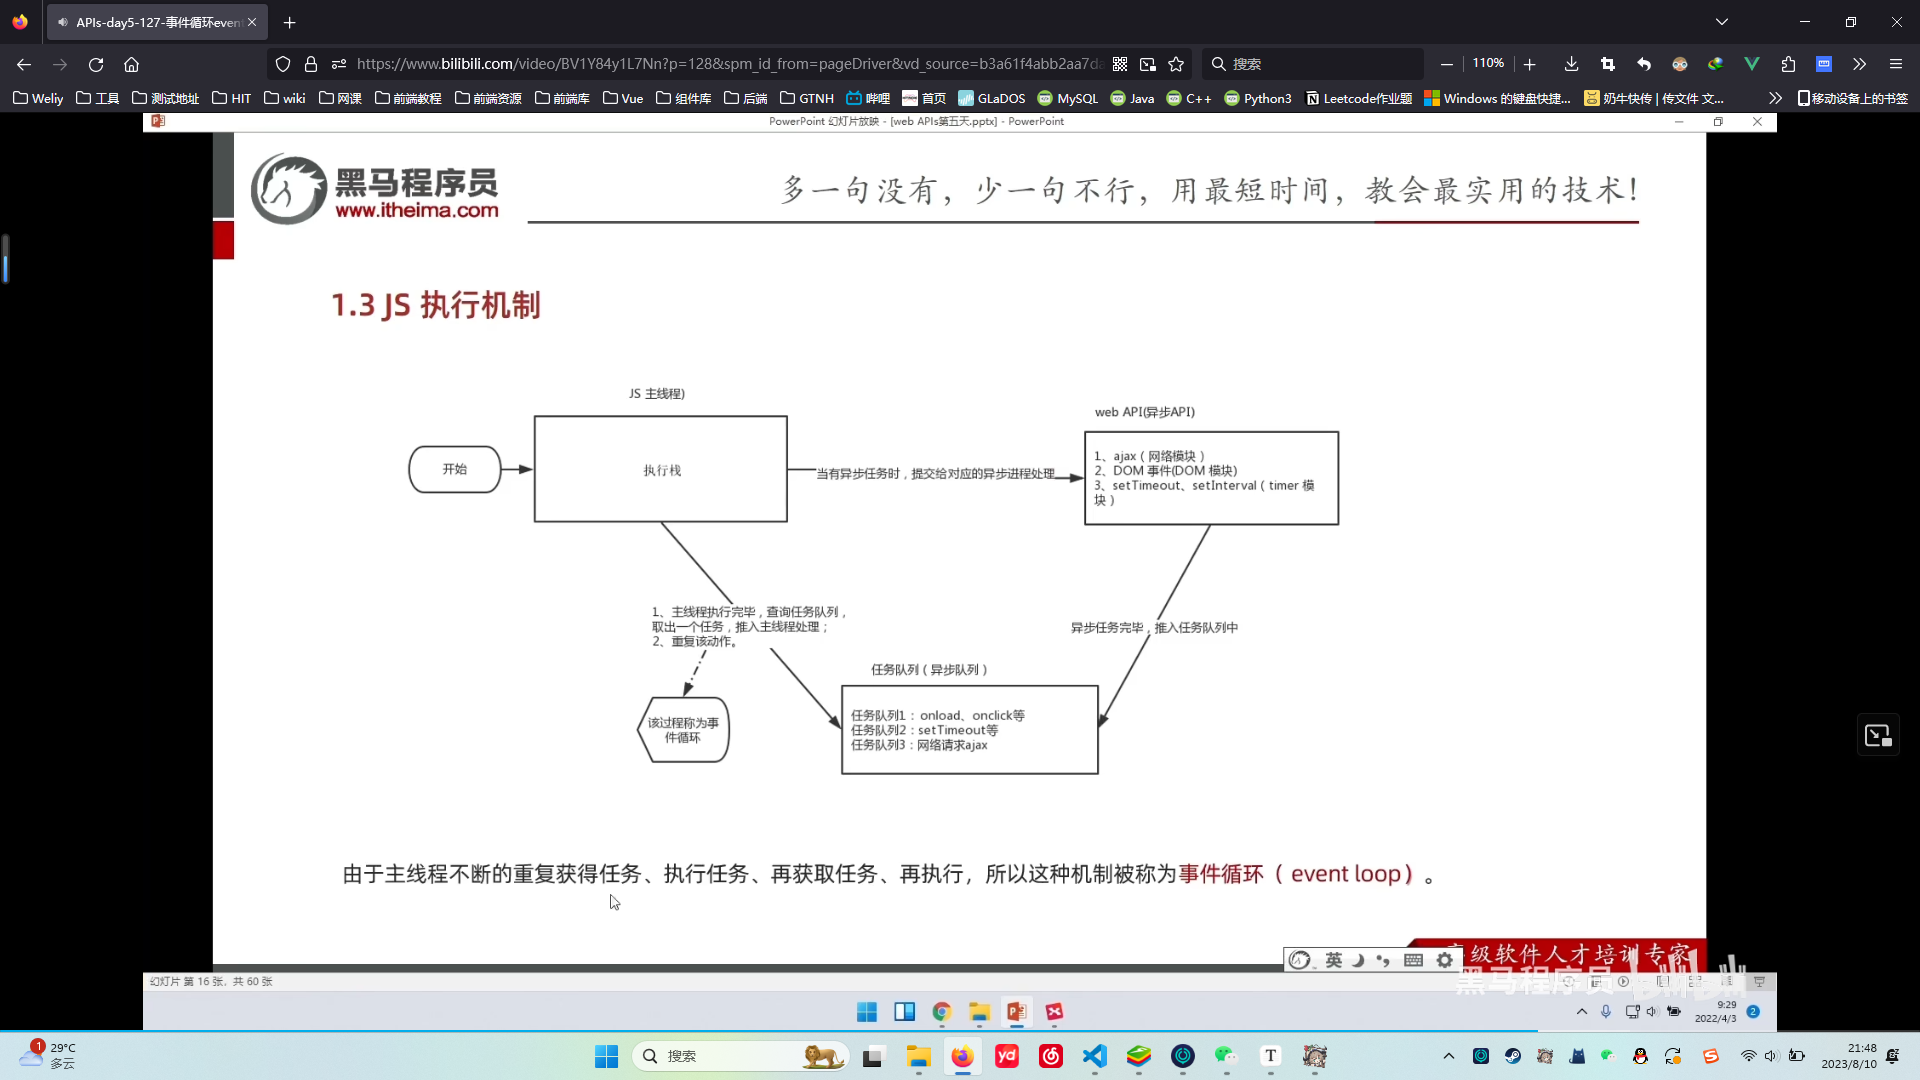 APIs-day5-127-事件循环even
https://www.bilibili.com/video/BV1Y84y1L7Nn?p=128&spm_id_from=pageDriver&vd_source=b3a61f4abb2aa7da
搜索
110%
Weliy
工具
测试地址
HIT
wiki
网课
前端教程
前端资源
前端库
Vue
组件库
后端
GTNH
哔哩
首页
GLaDOS
MySQL
Java
C++
Python3
Leetcode作业题
Windows 的键盘快捷...
奶牛快传 | 传文件 文...
移动设备上的书签
PowerPoint 幻灯片放映 - [web APIs第五天.pptx] - PowerPoint
黑马程序员
www.itheima.com
多一句没有，少一句不行，用最短时间，教会最实用的技术！
1.3 JS 执行机制
JS 主线程)
web API(异步API)
开始
执行栈
当有异步任务时，提交给对应的异步进程处理
1、ajax（网络模块）
2、DOM 事件(DOM 模块)
3、setTimeout、setInterval（timer 模
块）
1、主线程执行完毕，查询任务队列，
取出一个任务，推入主线程处理；
2、重复该动作。
异步任务完毕，推入任务队列中
任务队列（异步队列）
该过程称为事
件循环
任务队列1：onload、onclick等
任务队列2：setTimeout等
任务队列3：网络请求ajax
由于主线程不断的重复获得任务、执行任务、再获取任务、再执行，所以这种机制被称为事件循环（ event loop）。
英
级软件人才培训专家
黑马程序员 bilibili
幻灯片 第 16 张，共 60 张
9:29
2022/4/3
2
1
29°C
多云
搜索
yd
T
21:48
2023/8/10